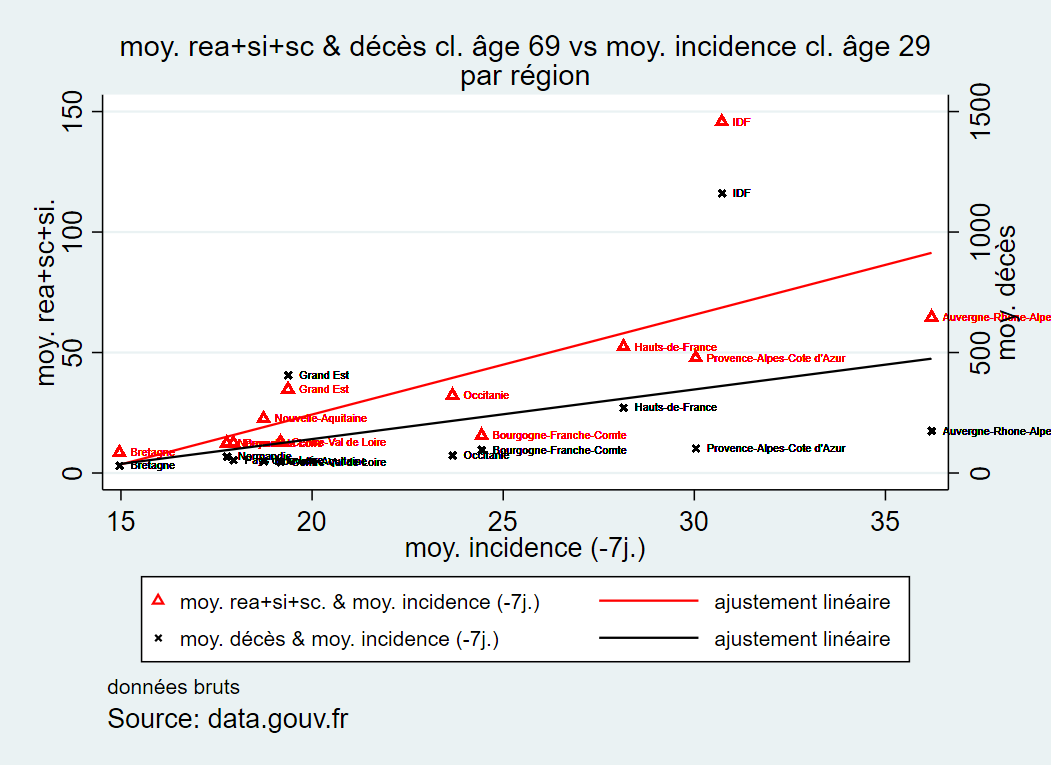 moy. rea+si+sc & décès cl. âge 69 vs moy. incidence cl. âge 29
par région
150
1500
IDF
IDF
100
1000
moy. rea+sc+si.
moy. décès
Auvergne-Rhone-Alpe
Hauts-de-France
50
500
Provence-Alpes-Cote d'Azur
Grand Est
Grand Est
Occitanie
Hauts-de-France
Nouvelle-Aquitaine
Bourgogne-Franche-Comte
Auvergne-Rhone-Alpe
Centre-Val de Loire
Bretagne
Provence-Alpes-Cote d'Azur
Bourgogne-Franche-Comte
Normandie
Occitanie
Centre-Val de Loire
Bretagne
0
0
15
20
25
30
35
moy. incidence (-7j.)
moy. rea+si+sc. & moy. incidence (-7j.)
ajustement linéaire
moy. décès & moy. incidence (-7j.)
ajustement linéaire
données bruts
Source: data.gouv.fr